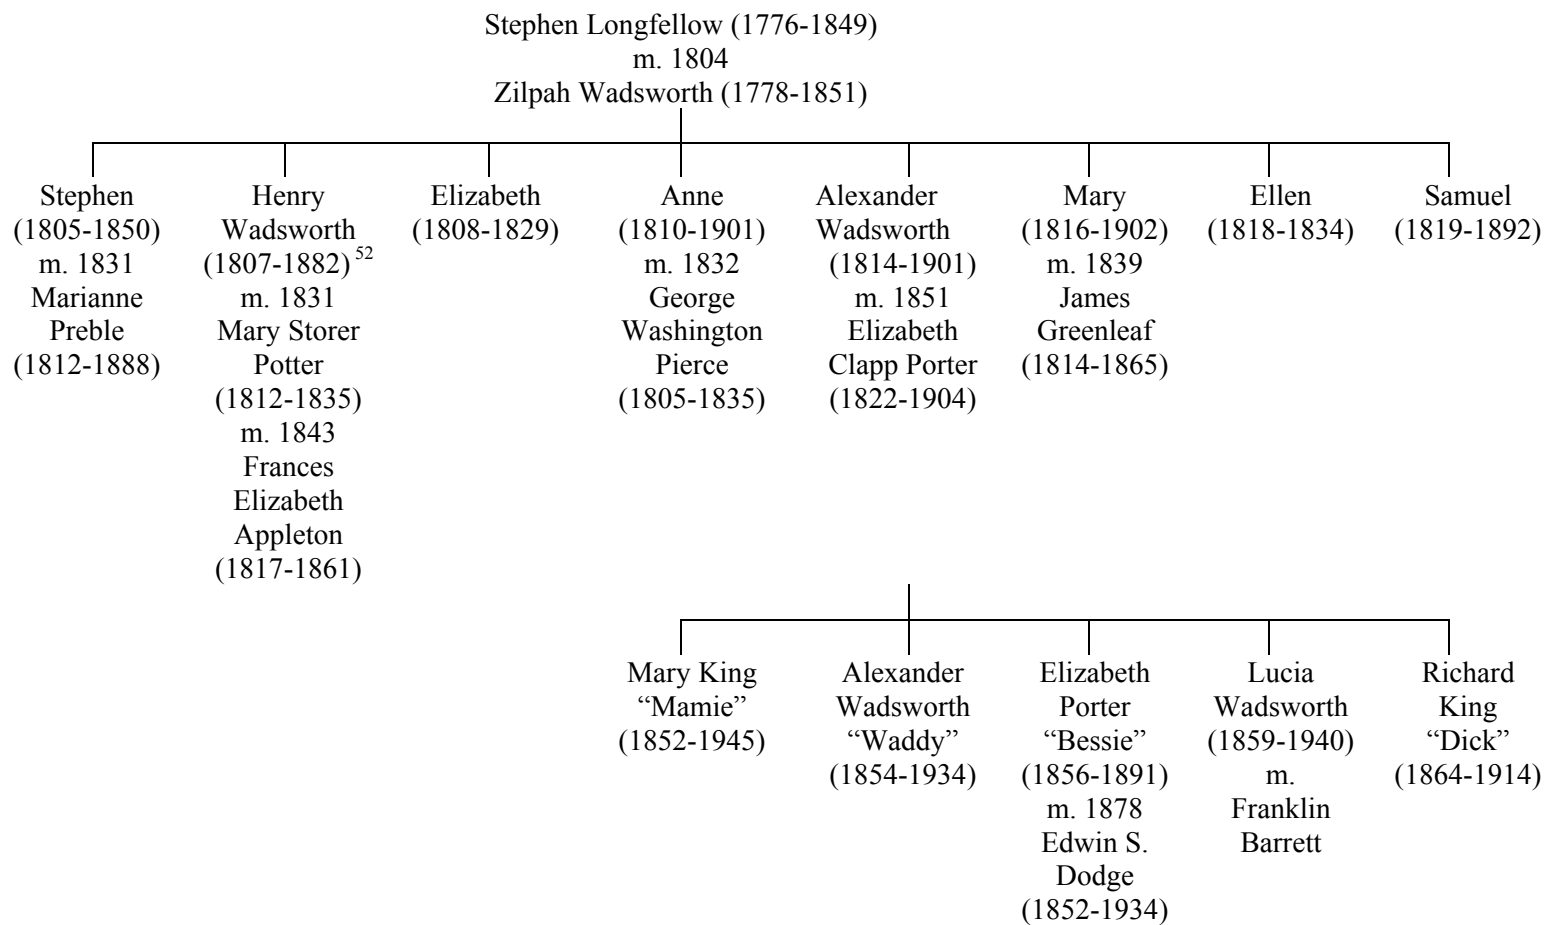 Stephen Longfellow (1776-1849)
m. 1804
Zilpah Wadsworth (1778-1851)
Stephen
(1805-1850)
m. 1831
Marianne
Preble
(1812-1888)
Henry
Wadsworth
(1807-1882) 52
m. 1831
Mary Storer
Potter
(1812-1835)
m. 1843
Frances
Elizabeth
Appleton
(1817-1861)
Elizabeth
(1808-1829)
Anne
(1810-1901)
m. 1832
George
Washington
Pierce
(1805-1835)
Alexander
Wadsworth
(1814-1901)
m. 1851
Elizabeth
Clapp Porter
(1822-1904)
Mary
(1816-1902)
m. 1839
James
Greenleaf
(1814-1865)
Ellen
(1818-1834)
Samuel
(1819-1892)
Mary King
“Mamie”
(1852-1945)
Alexander
Wadsworth
“Waddy”
(1854-1934)
Elizabeth
Porter
“Bessie”
(1856-1891)
m. 1878
Edwin S.
Dodge
(1852-1934)
Lucia
Wadsworth
(1859-1940)
m.
Franklin
Barrett
Richard
King
“Dick”
(1864-1914)